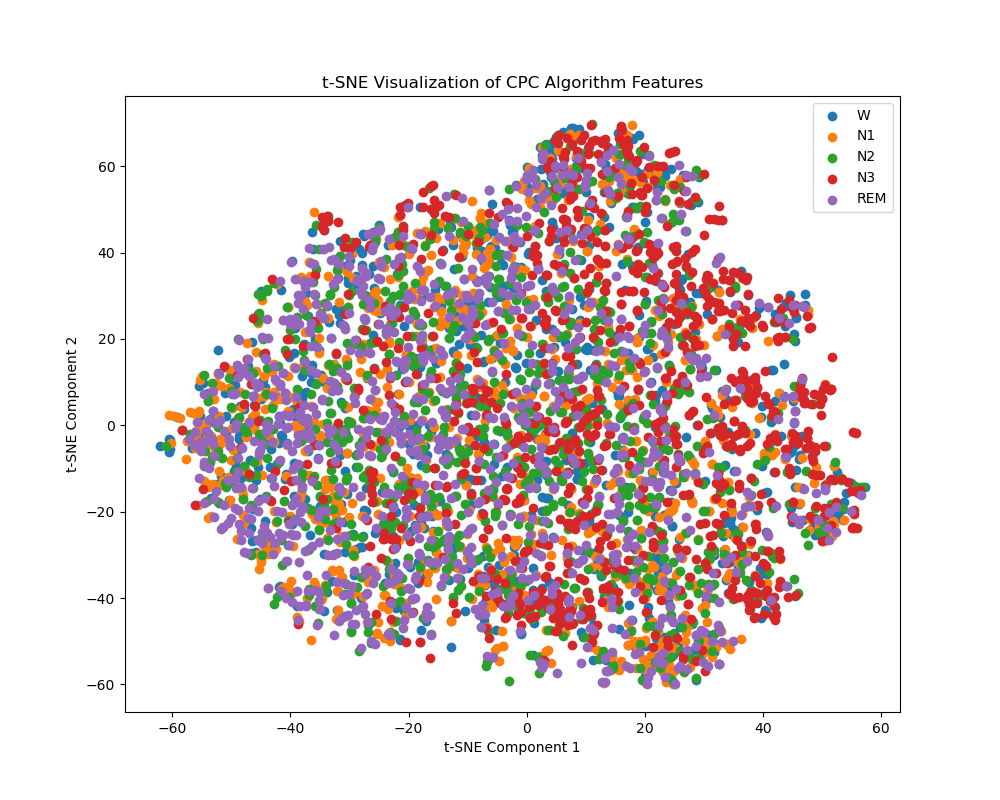 t-SNE Visualization of CPC Algorithm Features
W
N1
N2
N3
REM
60
40
20
0
−20
−40
−60
t-SNE Component 2
−60 −40 −20 0 20 40 60
t-SNE Component 1